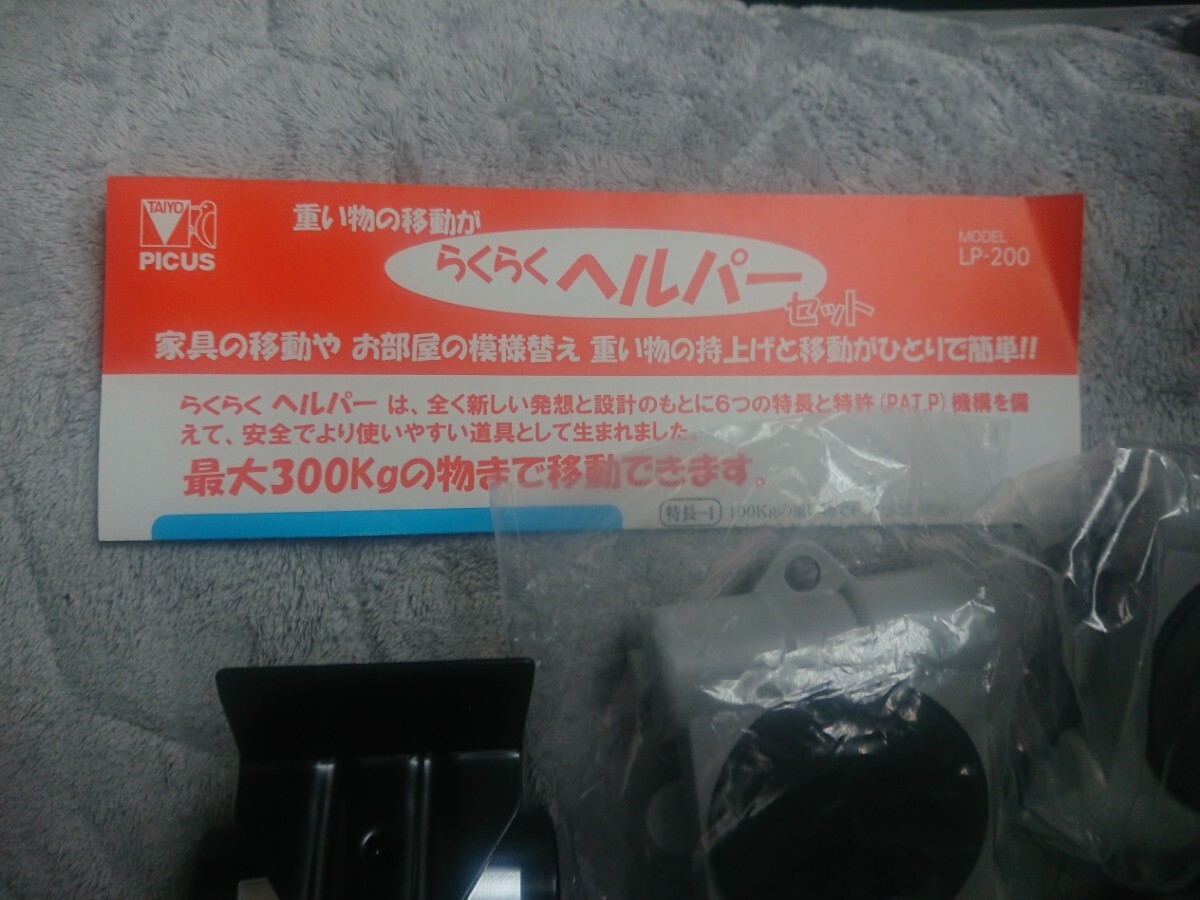 TAIYO
PICUS
重い物の移動が
らくらく ヘルパー
セット
MODEL
LP-200
家具の移動や お部屋の模様替え 重い物の持上げと移動がひとりで簡単!!
らくらく ヘルパー は、全く新しい発想と設計のもとに6つの特長と特許(PAT.P)機構を備
えて、安全でより使いやすい道具として生まれました。
最大300Kgの物まで移動できます。
特長-1 100Kgの